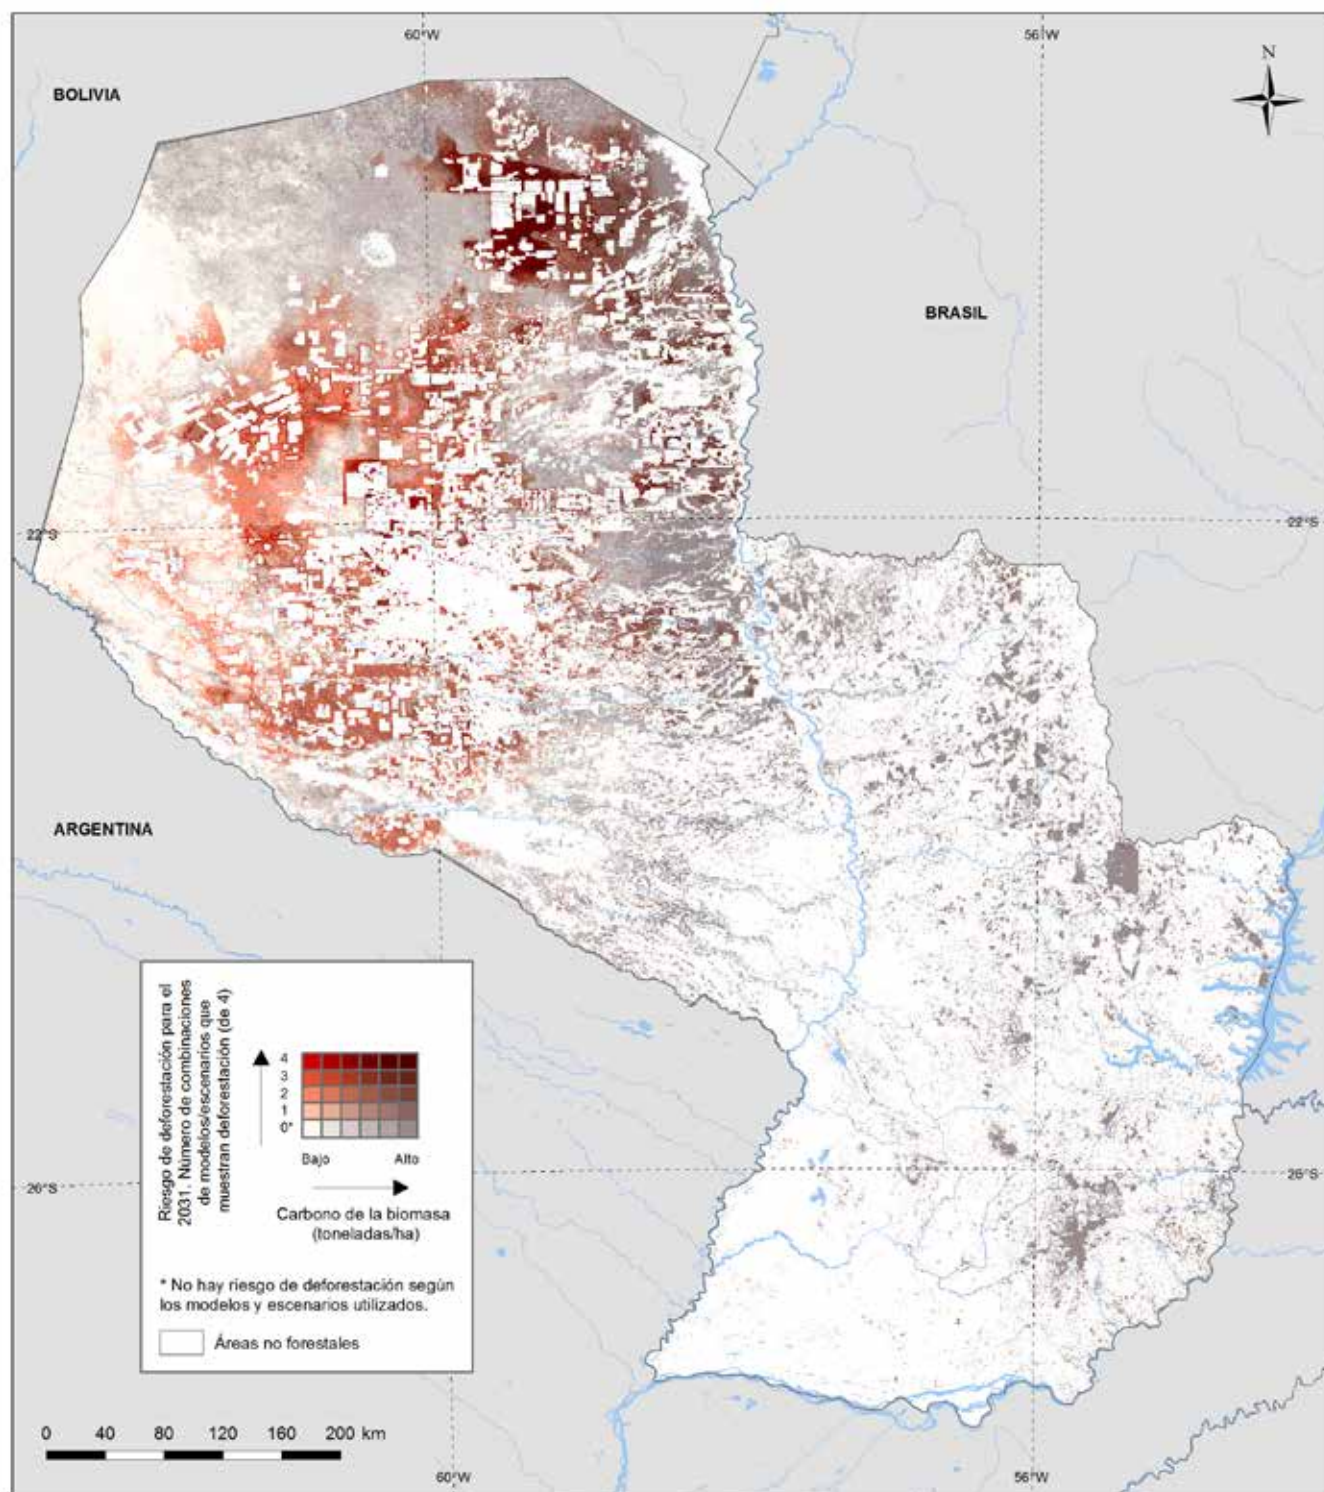 60°W
56°W
N
BOLIVIA
BRASIL
22°S
22°S
ARGENTINA
Riesgo de deforestación para el
2031. Número de combinaciones
de modelos/escenarios que
muestran deforestación (de 4)
4
3
2
1
0*
Bajo
Alto
Carbono de la biomasa
(toneladas/ha)
* No hay riesgo de deforestación según
los modelos y escenarios utilizados.
Áreas no forestales
26°S
26°S
0 40 80 120 160 200 km
60°W
56°W